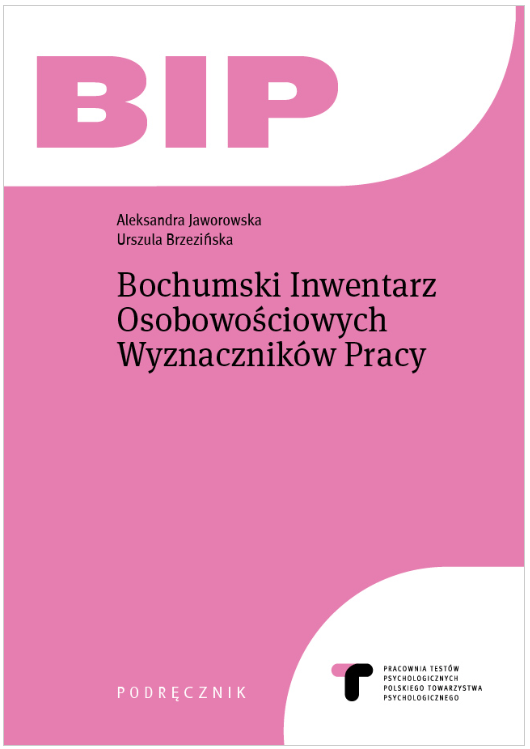 BIP
Aleksandra Jaworowska
Urszula Brzezińska
Bochumski Inwentarz
Osobowościowych
Wyznaczników Pracy
PODRĘCZNIK
PRACOWNIA TESTÓW
PSYCHOLOGICZNYCH
POLSKIEGO TOWARZYSTWA
PSYCHOLOGICZNEGO